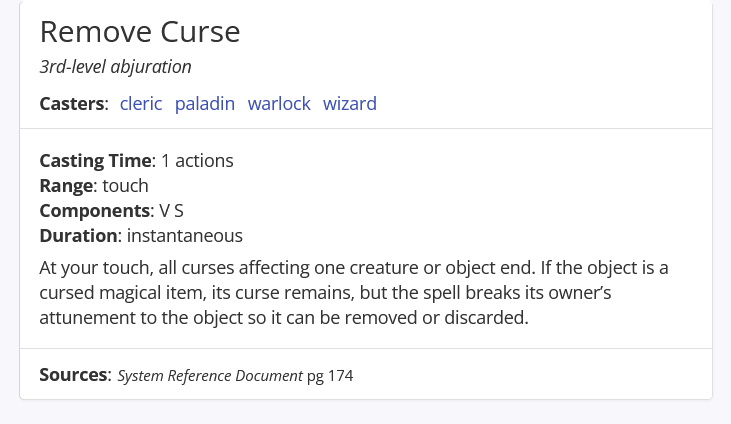 Remove Curse
3rd-level abjuration
Casters: cleric paladin warlock wizard
Casting Time: 1 actions
Range: touch
Components: V S
Duration: instantaneous
At your touch, all curses affecting one creature or object end. If the object is a
cursed magical item, its curse remains, but the spell breaks its owner’s
attunement to the object so it can be removed or discarded.
Sources: System Reference Document pg 174